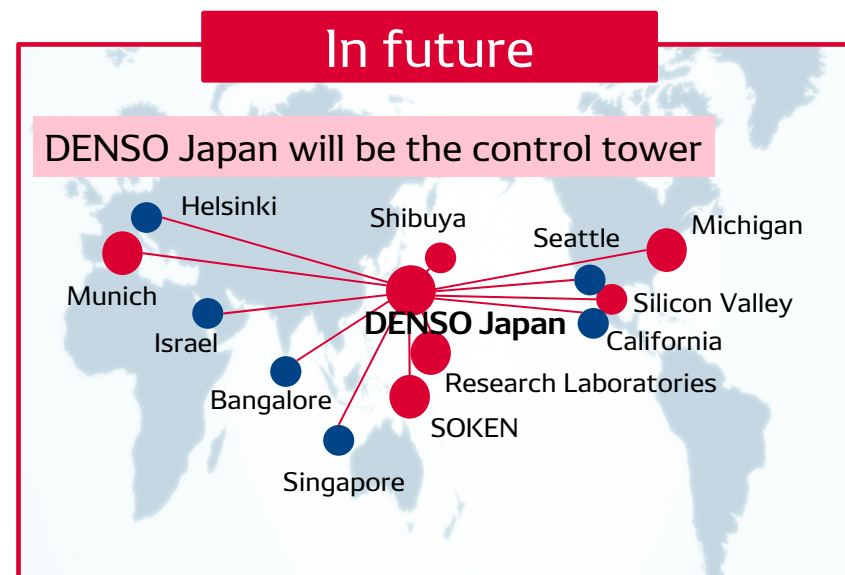 In future
DENSO Japan will be the control tower
Helsinki
Shibuya
Seattle
Michigan
Munich
Silicon Valley
DENSO Japan
Israel
California
Research Laboratories
Bangalore
SOKEN
Singapore